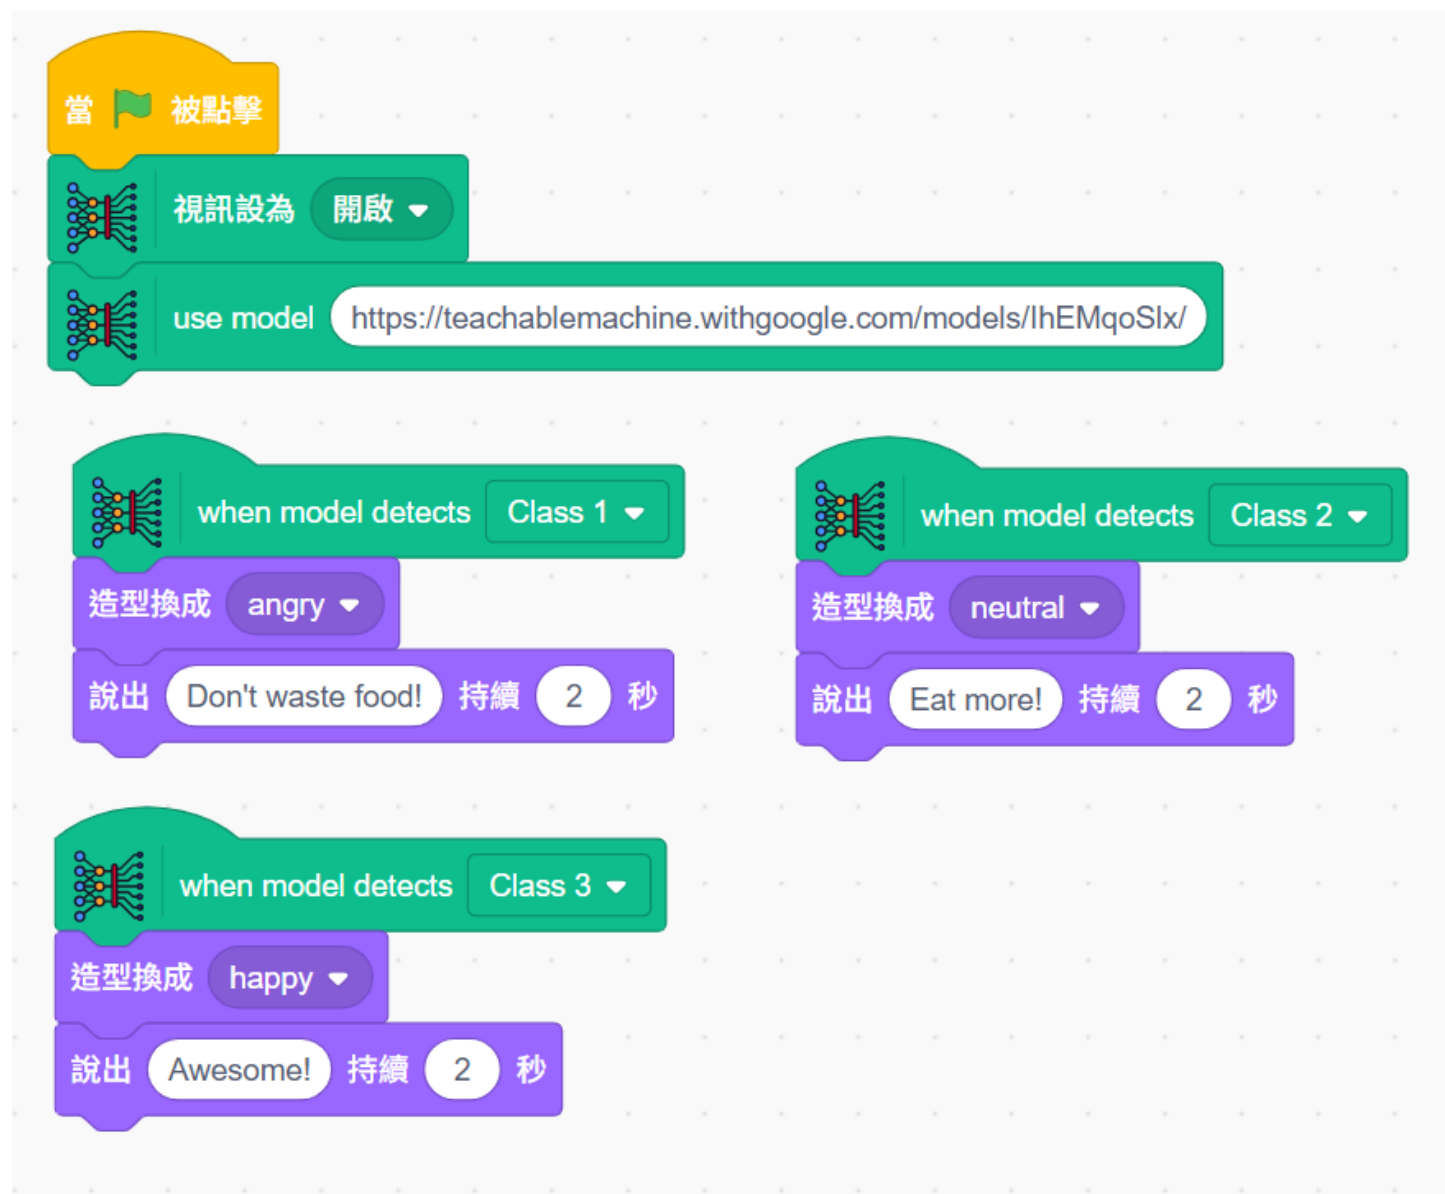 當 被點擊
視訊設為 開啟
use model https://teachablemachine.withgoogle.com/models/IhEMqoSlx/
when model detects Class 1
造型換成 angry
說出 Don't waste food! 持續 2 秒
when model detects Class 2
造型換成 neutral
說出 Eat more! 持續 2 秒
when model detects Class 3
造型換成 happy
說出 Awesome! 持續 2 秒